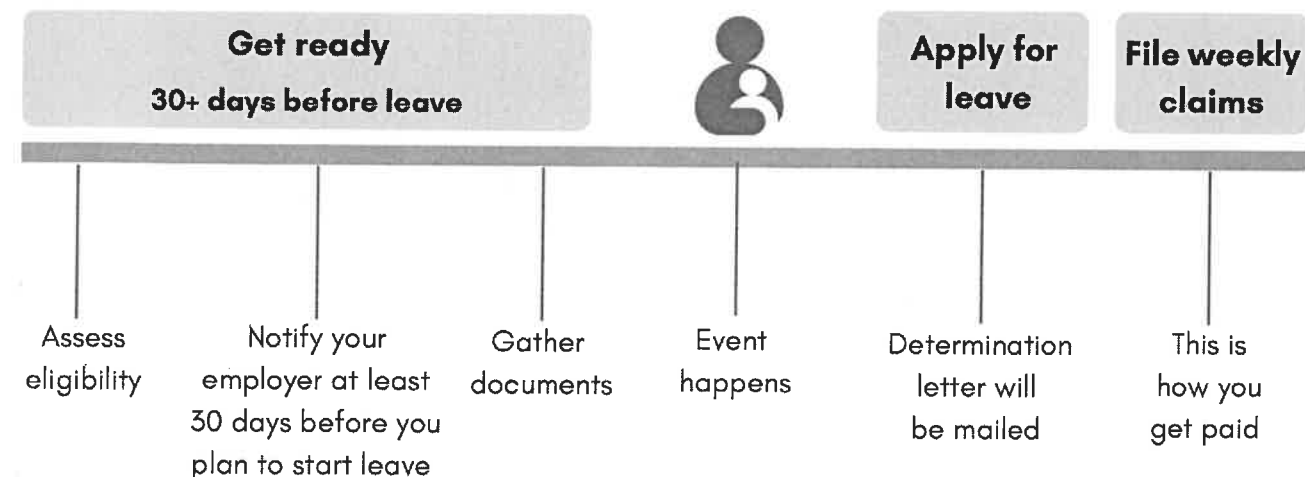 Get ready
30+ days before leave
Apply for
leave
File weekly
claims
Assess
eligibility
Notify your
employer at least
30 days before you
plan to start leave
Gather
documents
Event
happens
Determination
letter will
be mailed
This is
how you
get paid